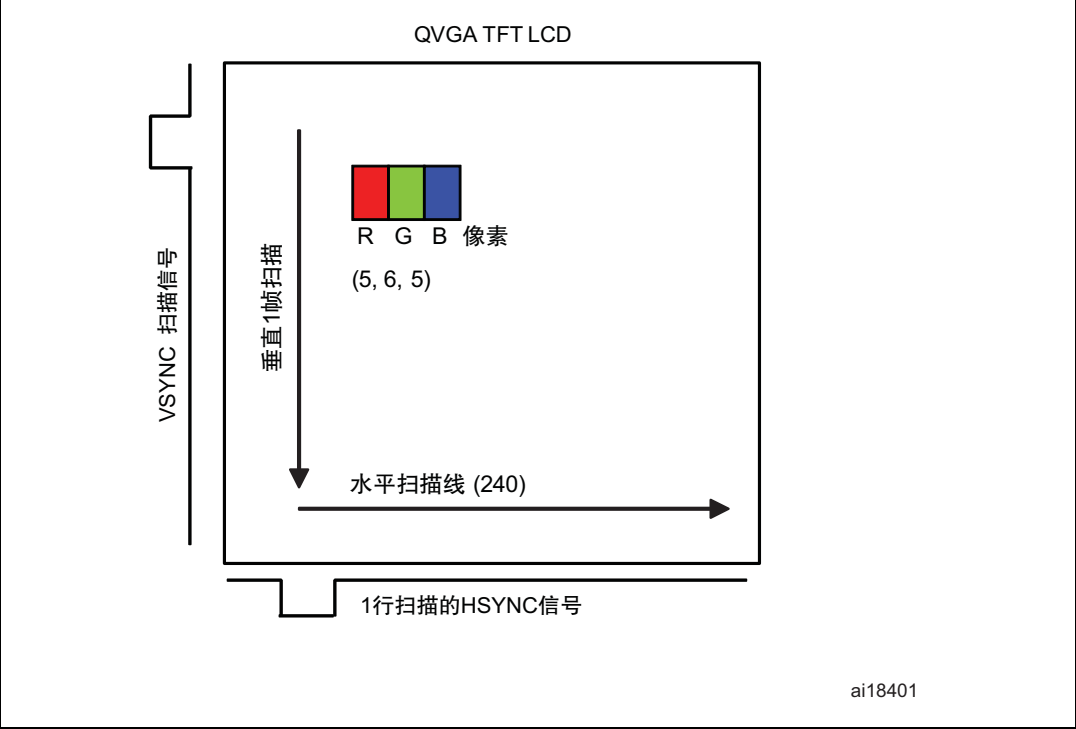 QVGA TFT LCD
R G B 像素
(5, 6, 5)
垂直1帧扫描
VSYNC 扫描信号
水平扫描线 (240)
1行扫描的HSYNC信号
ai18401